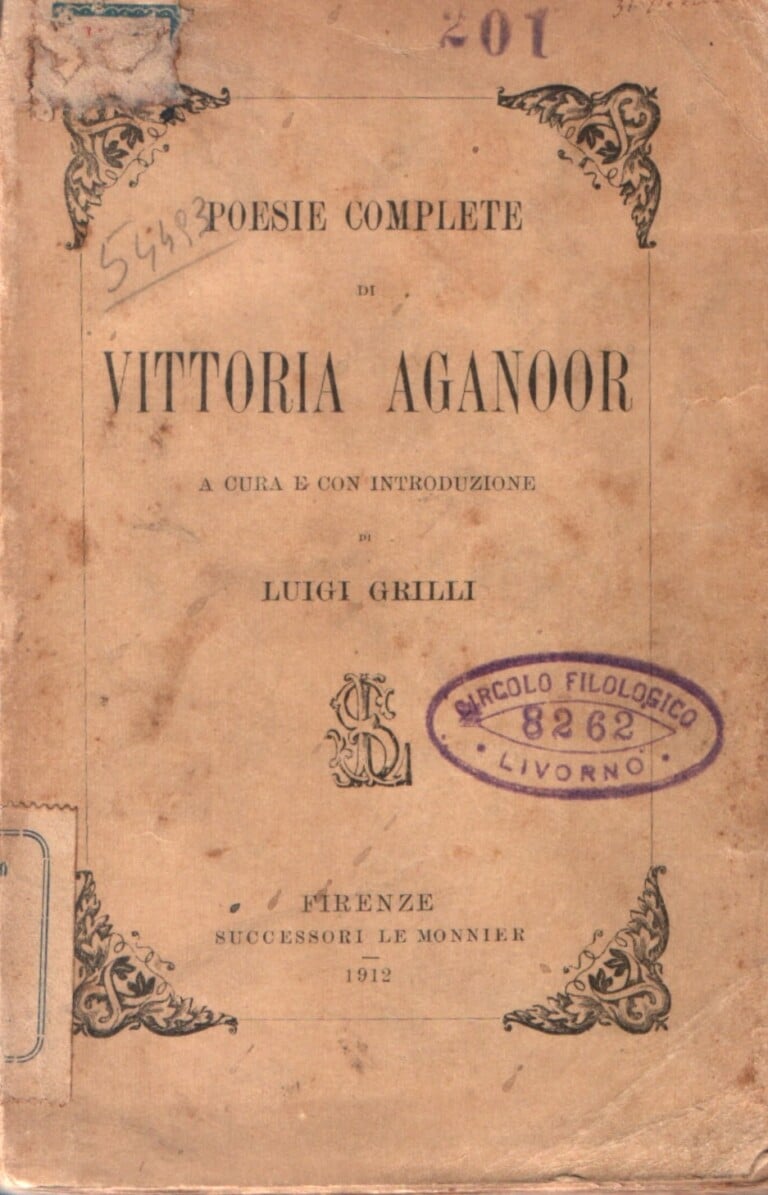 201
POESIE COMPLETE
54493
DI
VITTORIA AGANOOR
A CURA E CON INTRODUZIONE
DI
LUIGI GRILLI
CIRCOLO FILOLOGICO
8262
LIVORNO
FIRENZE
SUCCESSORI LE MONNIER
1912